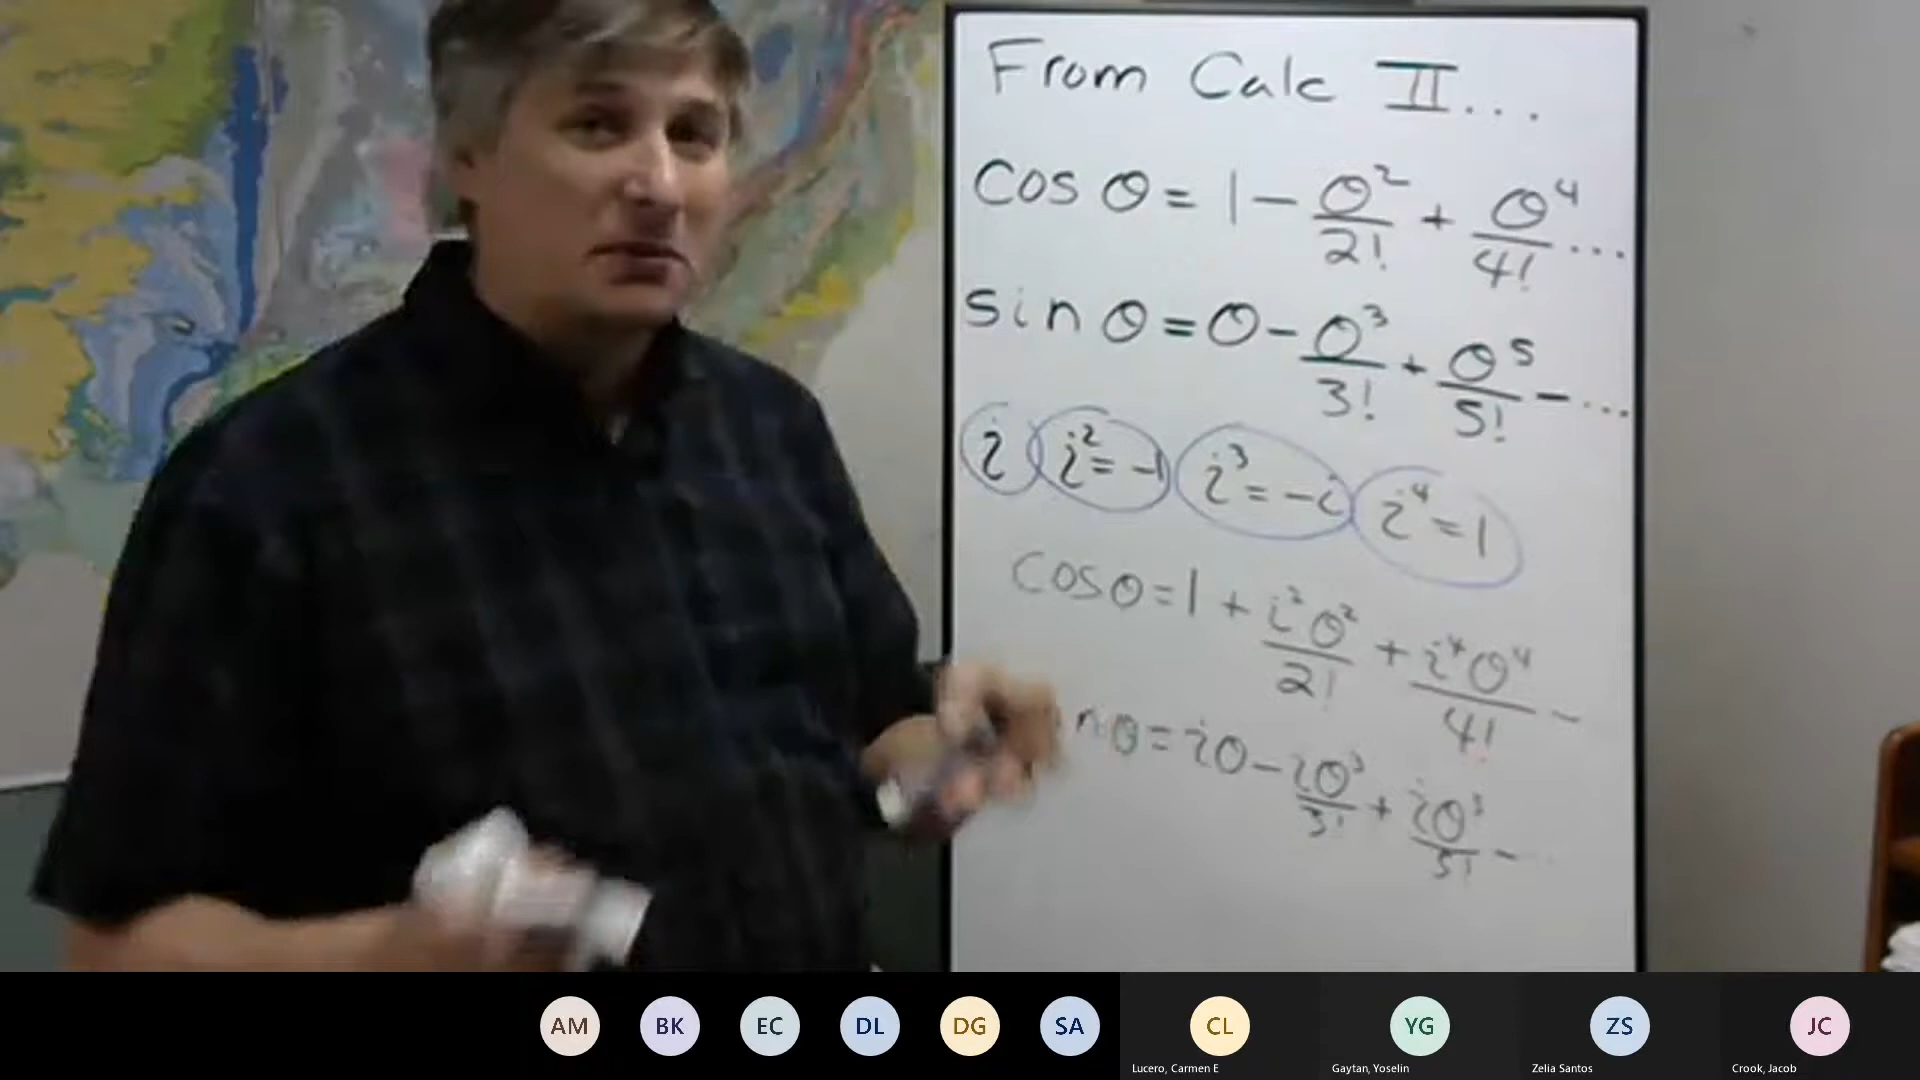 From Calc II...
cos θ = 1 - θ²/2! + θ⁴/4! ...
sin θ = θ - θ³/3! + θ⁵/5! - ...
i i² = -1 i³ = -i i⁴ = 1
cos θ = 1 + i²θ²/2! + i⁴θ⁴/4! -
n θ = iθ - iθ³/3! +
AM BK EC DL DG SA CL YG ZS JC
Lucero, Carmen E Gaytan, Yoselin Zelia Santos Crook, Jacob